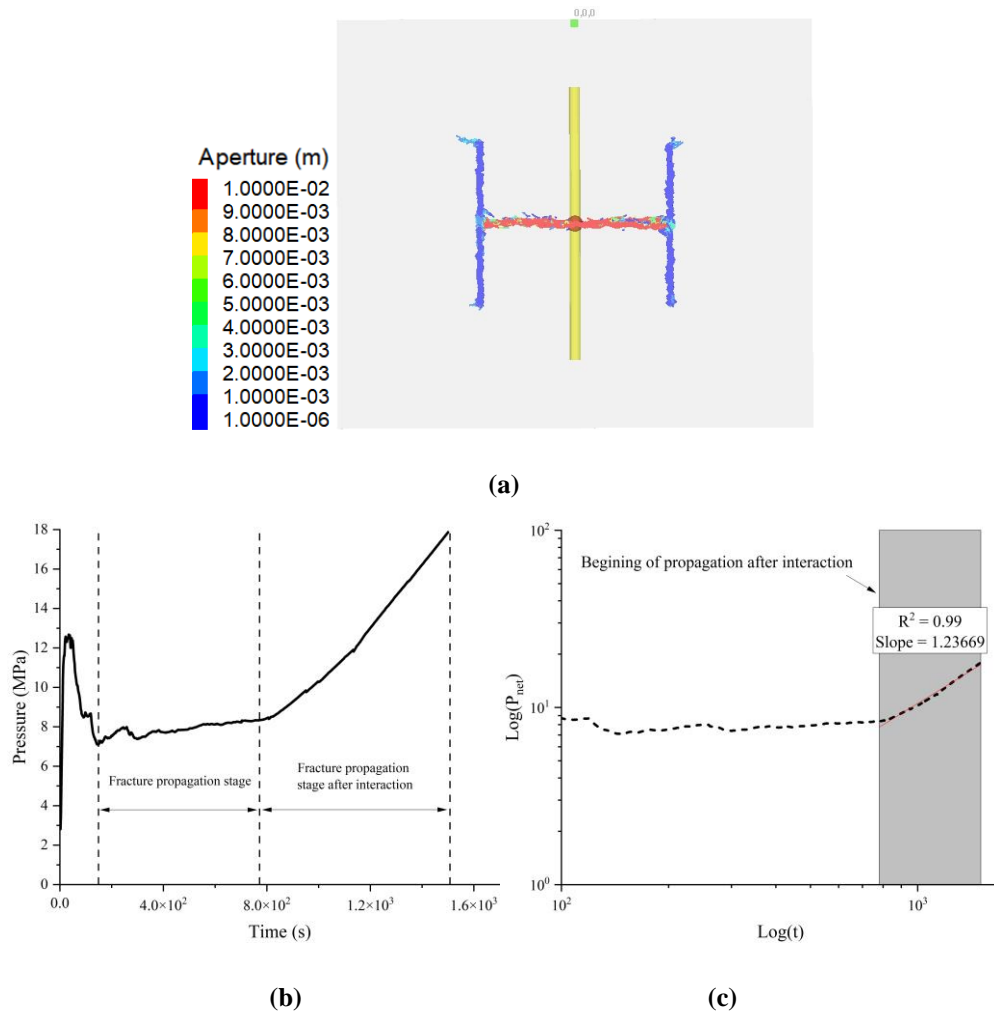 0,0,0
Aperture (m)
1.0000E-02
9.0000E-03
8.0000E-03
7.0000E-03
6.0000E-03
5.0000E-03
4.0000E-03
3.0000E-03
2.0000E-03
1.0000E-03
1.0000E-06
(a)
18
16
14
12
10
8
6
4
2
0
Pressure (MPa)
Fracture propagation stage
Fracture propagation
stage after interaction
0.0
4.0×10²
8.0×10²
1.2×10³
1.6×10³
Time (s)
(b)
10²
10¹
10⁰
Log(P_net)
Begining of propagation after interaction
R² = 0.99
Slope = 1.23669
10²
10³
Log(t)
(c)